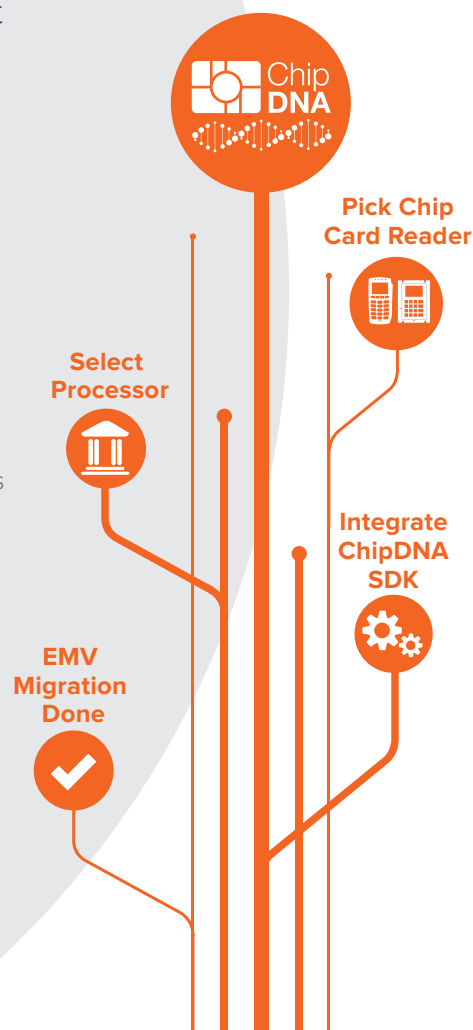 Chip
DNA
Pick Chip
Card Reader
Select
Processor
Integrate
ChipDNA
SDK
EMV
Migration
Done